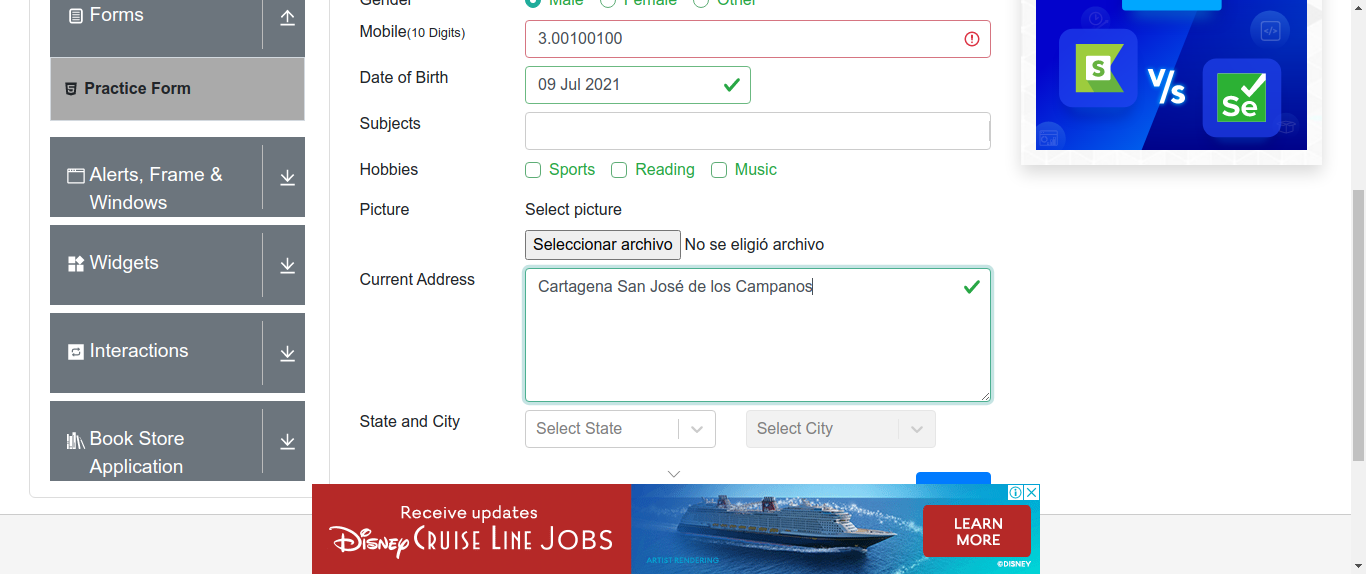 Forms
Practice Form
Alerts, Frame &
Windows
Widgets
Interactions
Book Store
Application
Gender Male Female Other
Mobile(10 Digits) 3.00100100
Date of Birth 09 Jul 2021
Subjects
Hobbies Sports Reading Music
Picture Select picture
Seleccionar archivo No se eligió archivo
Current Address Cartagena San José de los Campanos
State and City Select State Select City
S V/s Se
Receive updates
Disney CRUISE LINE JOBS
ARTIST RENDERING
LEARN
MORE
©DISNEY